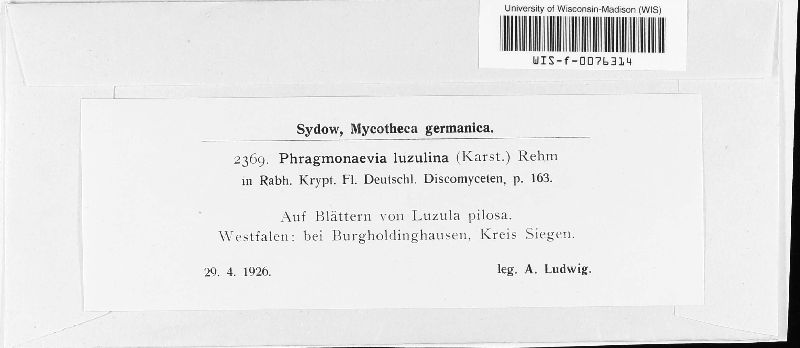 University of Wisconsin-Madison (WIS)
WIS-f-0076314
Sydow, Mycotheca germanica.
2369. Phragmonaevia luzulina (Karst.) Rehm
in Rabh. Krypt. Fl. Deutschl. Discomyceten, p. 163.
Auf Blättern von Luzula pilosa.
Westfalen: bei Burgholdinghausen, Kreis Siegen.
29. 4. 1926. leg. A. Ludwig.